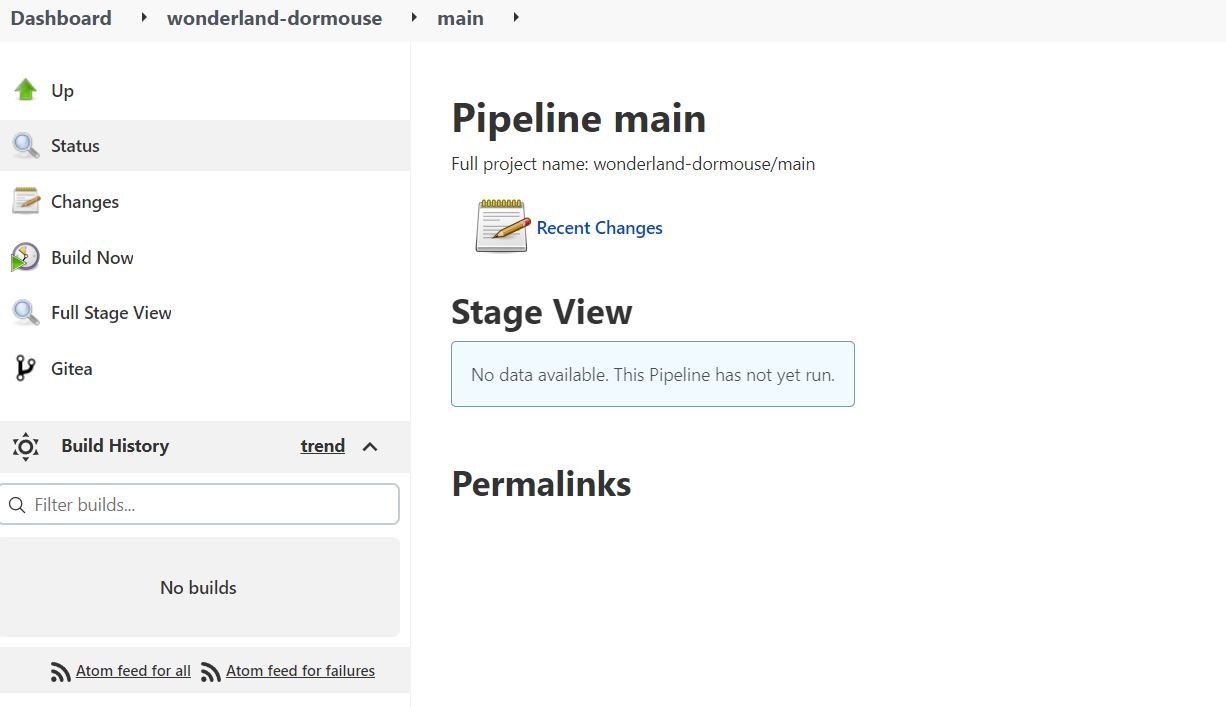 Dashboard wonderland-dormouse main
Up
Status
Changes
Build Now
Full Stage View
Gitea
Build History trend
Filter builds...
No builds
Atom feed for all Atom feed for failures
Pipeline main
Full project name: wonderland-dormouse/main
Recent Changes
Stage View
No data available. This Pipeline has not yet run.
Permalinks